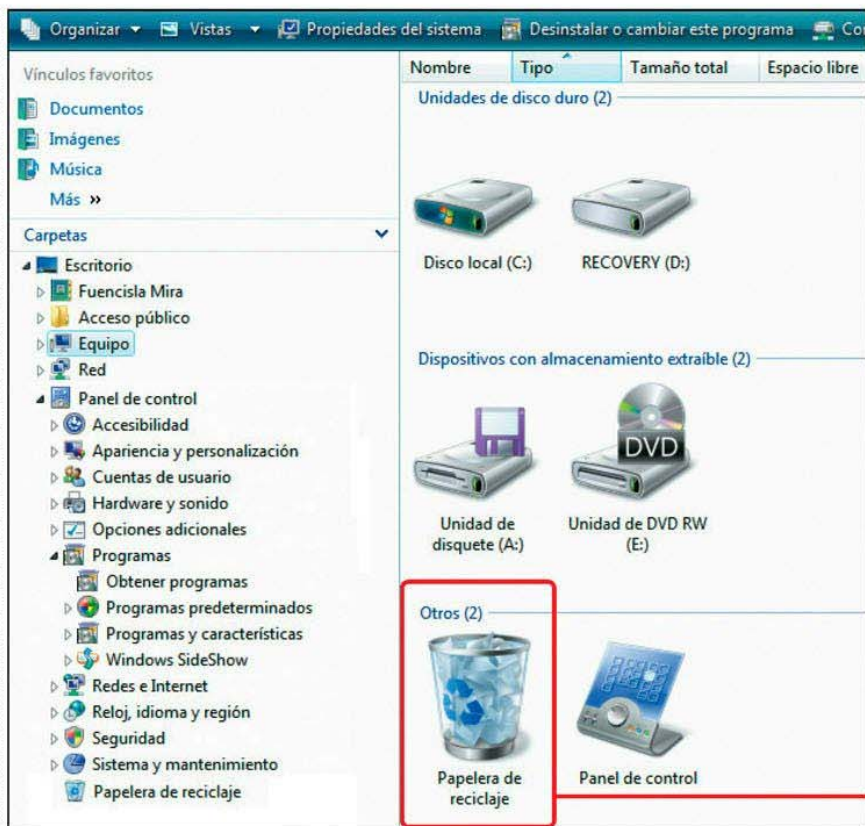 Organizar Vistas Propiedades del sistema Desinstalar o cambiar este programa
Vínculos favoritos
Documentos
Imágenes
Música
Más »
Carpetas
Escritorio
Fuencisla Mira
Acceso público
Equipo
Red
Panel de control
Accesibilidad
Apariencia y personalización
Cuentas de usuario
Hardware y sonido
Opciones adicionales
Programas
Obtener programas
Programas predeterminados
Programas y características
Windows SideShow
Redes e Internet
Reloj, idioma y región
Seguridad
Sistema y mantenimiento
Papelera de reciclaje
Nombre Tipo Tamaño total Espacio libre
Unidades de disco duro (2)
Disco local (C:) RECOVERY (D:)
Dispositivos con almacenamiento extraíble (2)
DVD
Unidad de
disquete (A:)
Unidad de DVD RW
(E:)
Otros (2)
Papelera de
reciclaje
Panel de control